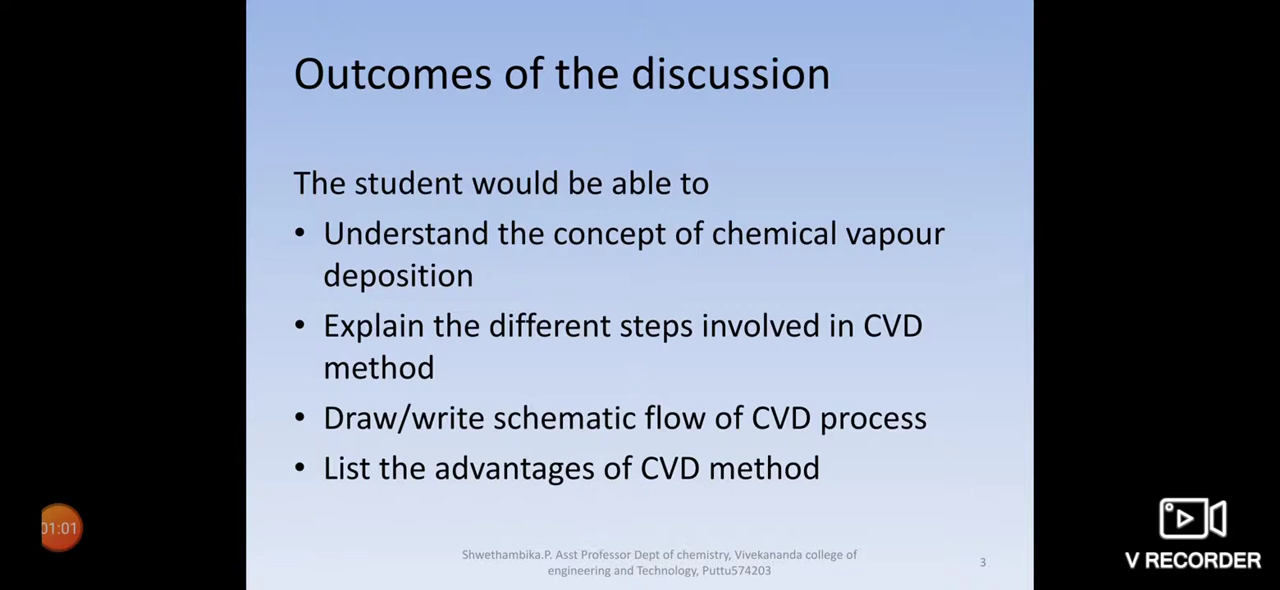 Outcomes of the discussion
The student would be able to
• Understand the concept of chemical vapour
deposition
• Explain the different steps involved in CVD
method
• Draw/write schematic flow of CVD process
• List the advantages of CVD method
01:01
Shwethambika.P. Asst Professor Dept of chemistry, Vivekananda college of
engineering and Technology, Puttu574203
3
V RECORDER